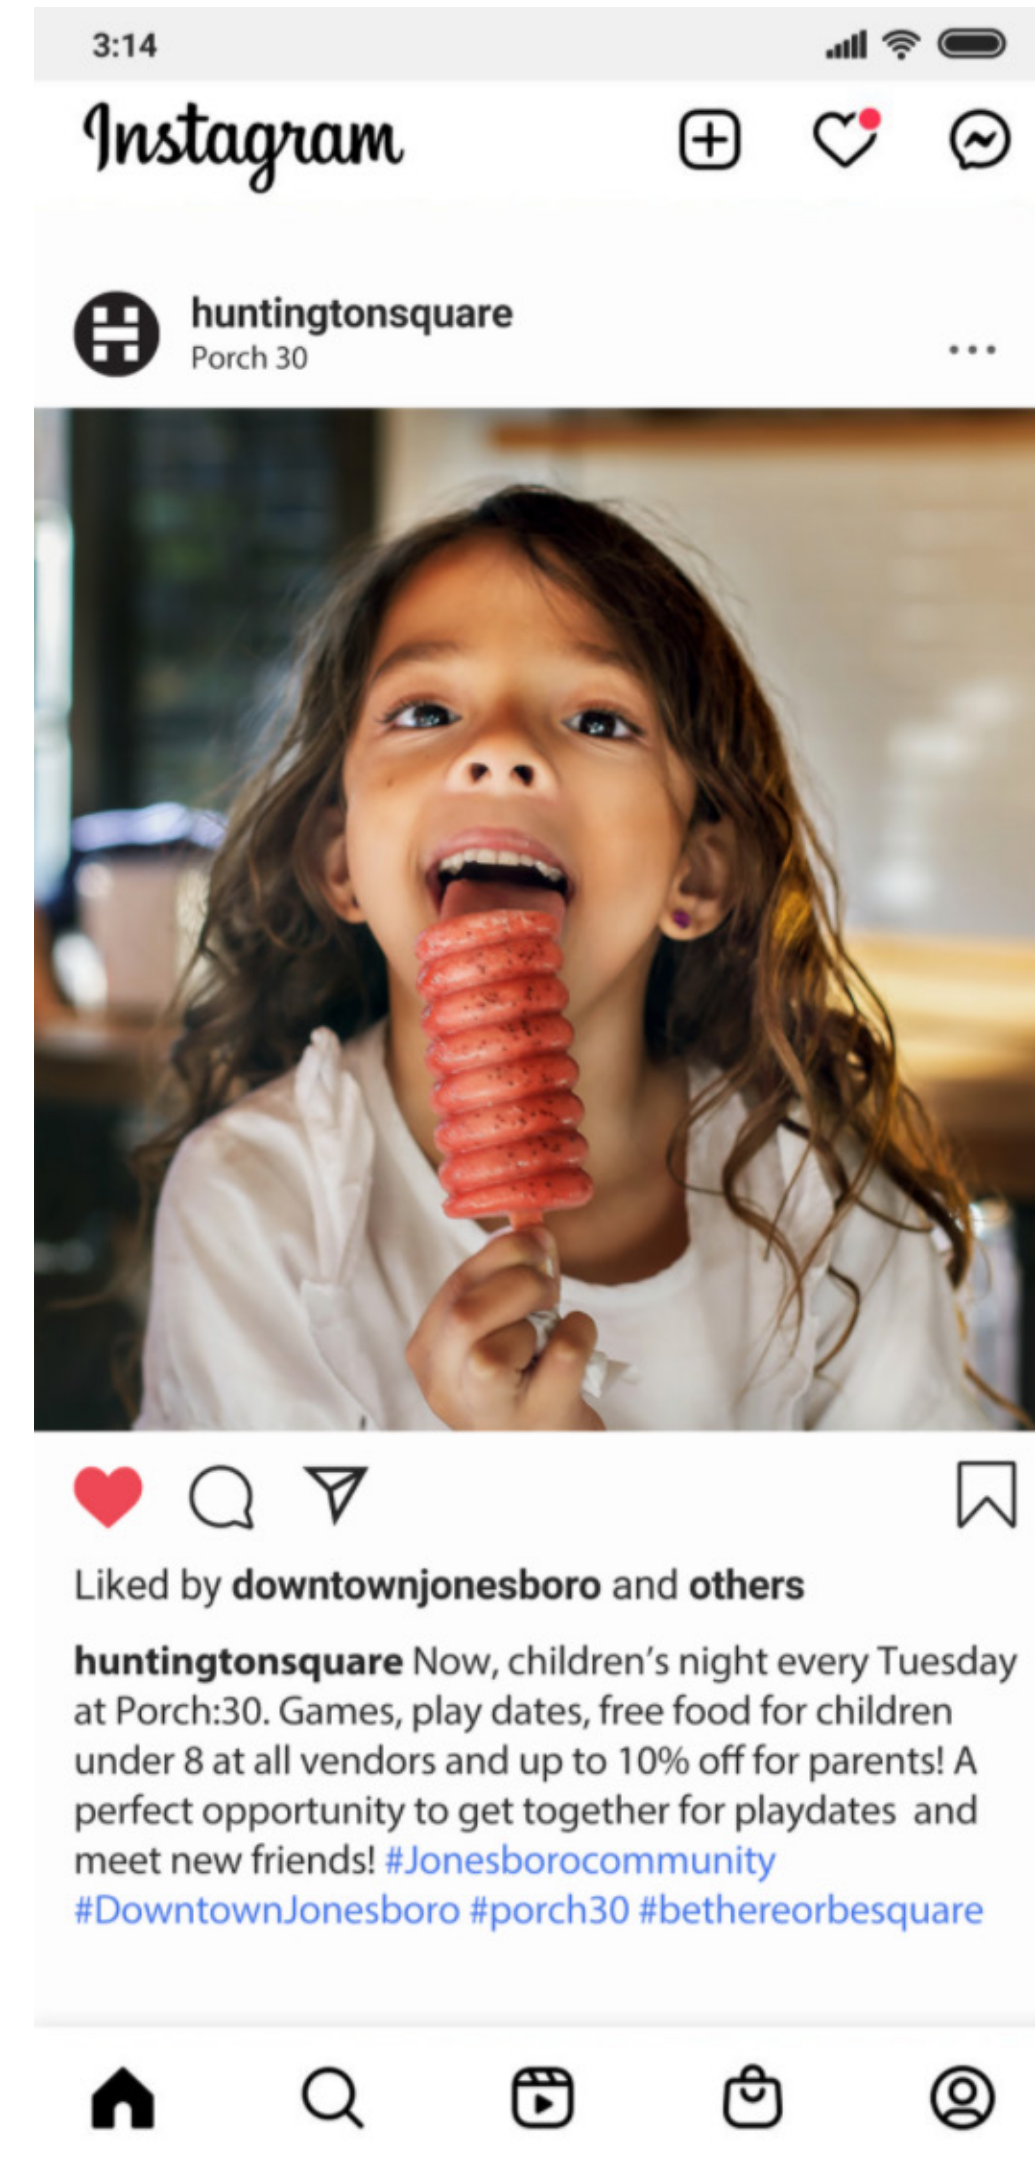 3:14
Instagram
huntingtonsquare
Porch 30
Liked by downtownjonesboro and others
huntingtonsquare Now, children's night every Tuesday
at Porch:30. Games, play dates, free food for children
under 8 at all vendors and up to 10% off for parents! A
perfect opportunity to get together for playdates and
meet new friends! #Jonesborocommunity
#DowntownJonesboro #porch30 #bethereorbesquare